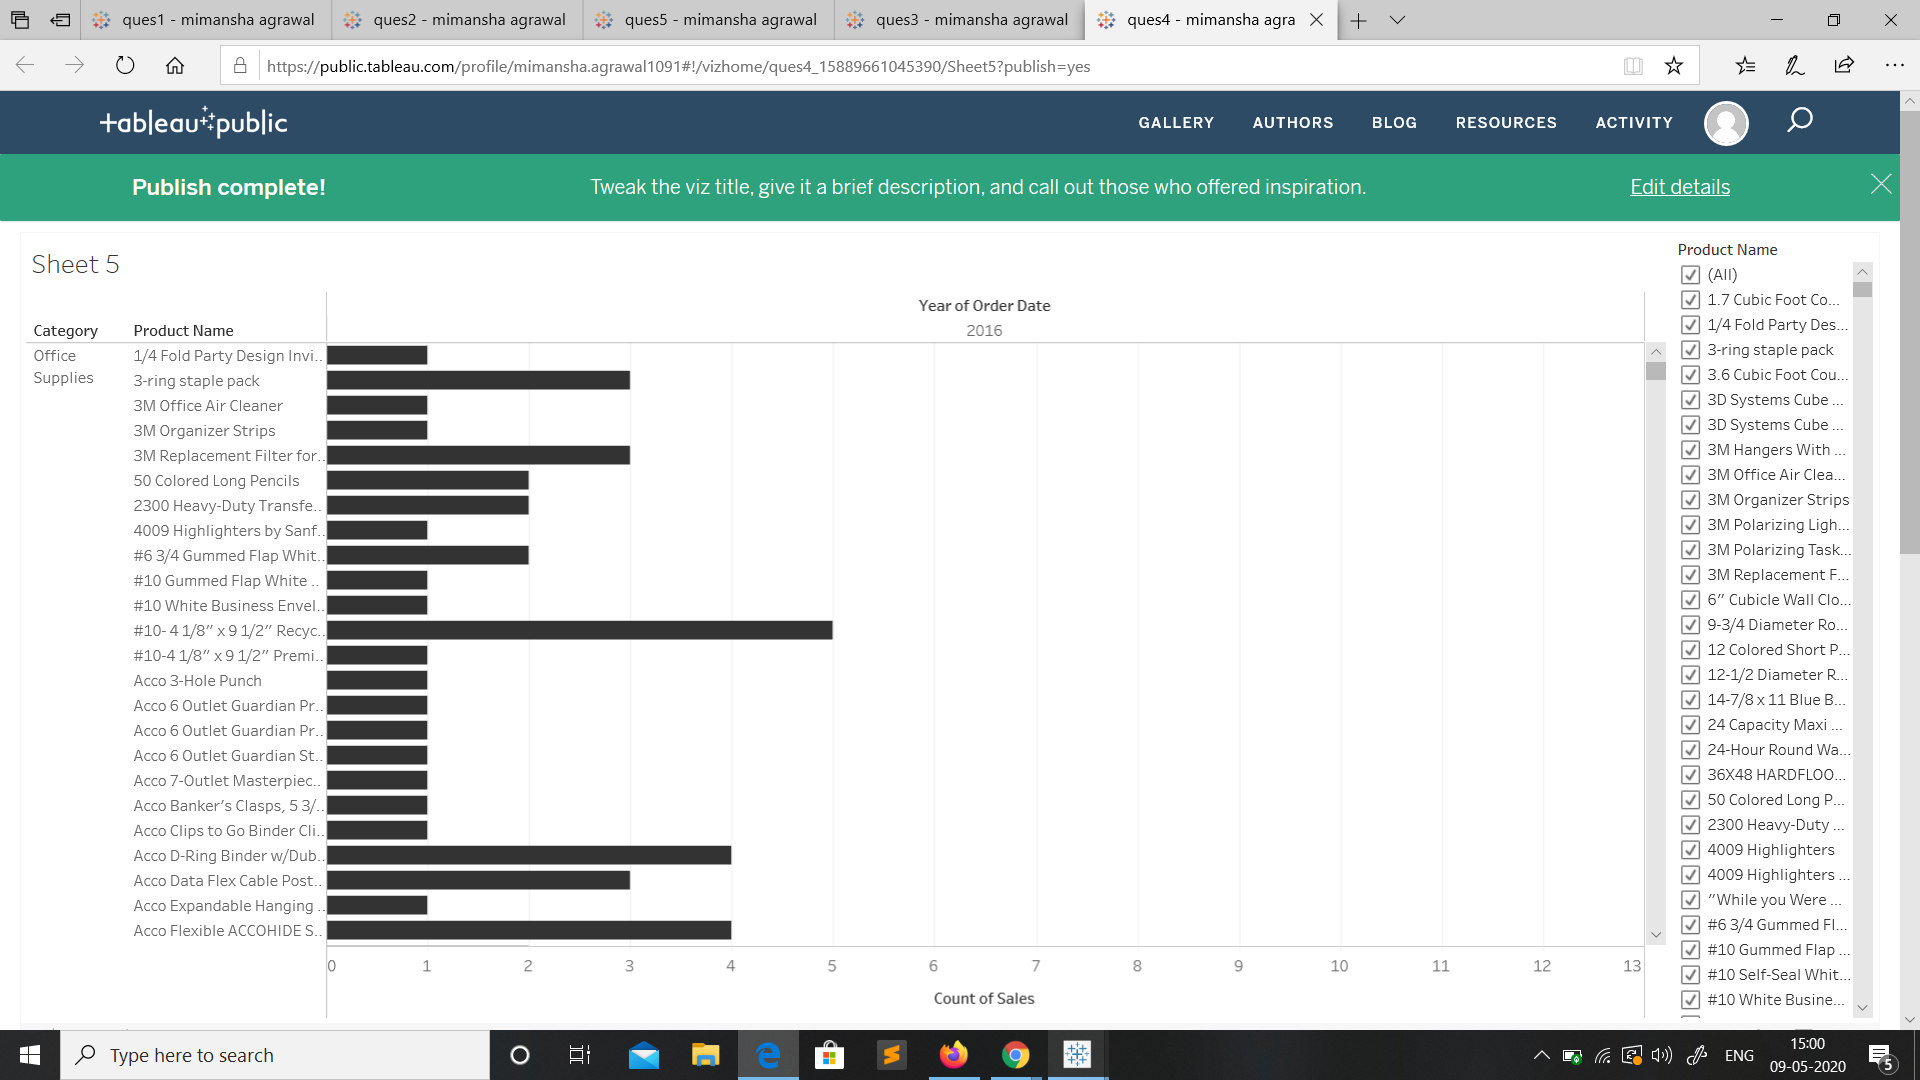 ques1 - mimansha agrawal
ques2 - mimansha agrawal
ques5 - mimansha agrawal
ques3 - mimansha agrawal
ques4 - mimansha agra
https://public.tableau.com/profile/mimansha.agrawal1091#!/vizhome/ques4_15889661045390/Sheet5?publish=yes
+ableau public
GALLERY
AUTHORS
BLOG
RESOURCES
ACTIVITY
Publish complete!
Tweak the viz title, give it a brief description, and call out those who offered inspiration.
Edit details
Sheet 5
Year of Order Date
2016
Category
Product Name
Office
Supplies
1/4 Fold Party Design Invi..
3-ring staple pack
3M Office Air Cleaner
3M Organizer Strips
3M Replacement Filter for..
50 Colored Long Pencils
2300 Heavy-Duty Transfe..
4009 Highlighters by Sanf..
#6 3/4 Gummed Flap Whit..
#10 Gummed Flap White ..
#10 White Business Envel..
#10- 4 1/8″ x 9 1/2″ Recyc..
#10-4 1/8″ x 9 1/2″ Premi..
Acco 3-Hole Punch
Acco 6 Outlet Guardian Pr..
Acco 6 Outlet Guardian Pr..
Acco 6 Outlet Guardian St..
Acco 7-Outlet Masterpiec..
Acco Banker's Clasps, 5 3/..
Acco Clips to Go Binder Cli..
Acco D-Ring Binder w/Dub..
Acco Data Flex Cable Post..
Acco Expandable Hanging ..
Acco Flexible ACCOHIDE S..
0 1 2 3 4 5 6 7 8 9 10 11 12 13
Count of Sales
Product Name
(All)
1.7 Cubic Foot Co...
1/4 Fold Party Des...
3-ring staple pack
3.6 Cubic Foot Cou...
3D Systems Cube ...
3D Systems Cube ...
3M Hangers With ...
3M Office Air Clea...
3M Organizer Strips
3M Polarizing Ligh...
3M Polarizing Task...
3M Replacement F...
6″ Cubicle Wall Clo...
9-3/4 Diameter Ro...
12 Colored Short P...
12-1/2 Diameter R...
14-7/8 x 11 Blue B...
24 Capacity Maxi ...
24-Hour Round Wa...
36X48 HARDFLOO...
50 Colored Long P...
2300 Heavy-Duty ...
4009 Highlighters
4009 Highlighters ...
″While you Were ...
#6 3/4 Gummed Fl...
#10 Gummed Flap ...
#10 Self-Seal Whit...
#10 White Busine...
Type here to search
ENG
15:00
09-05-2020
5